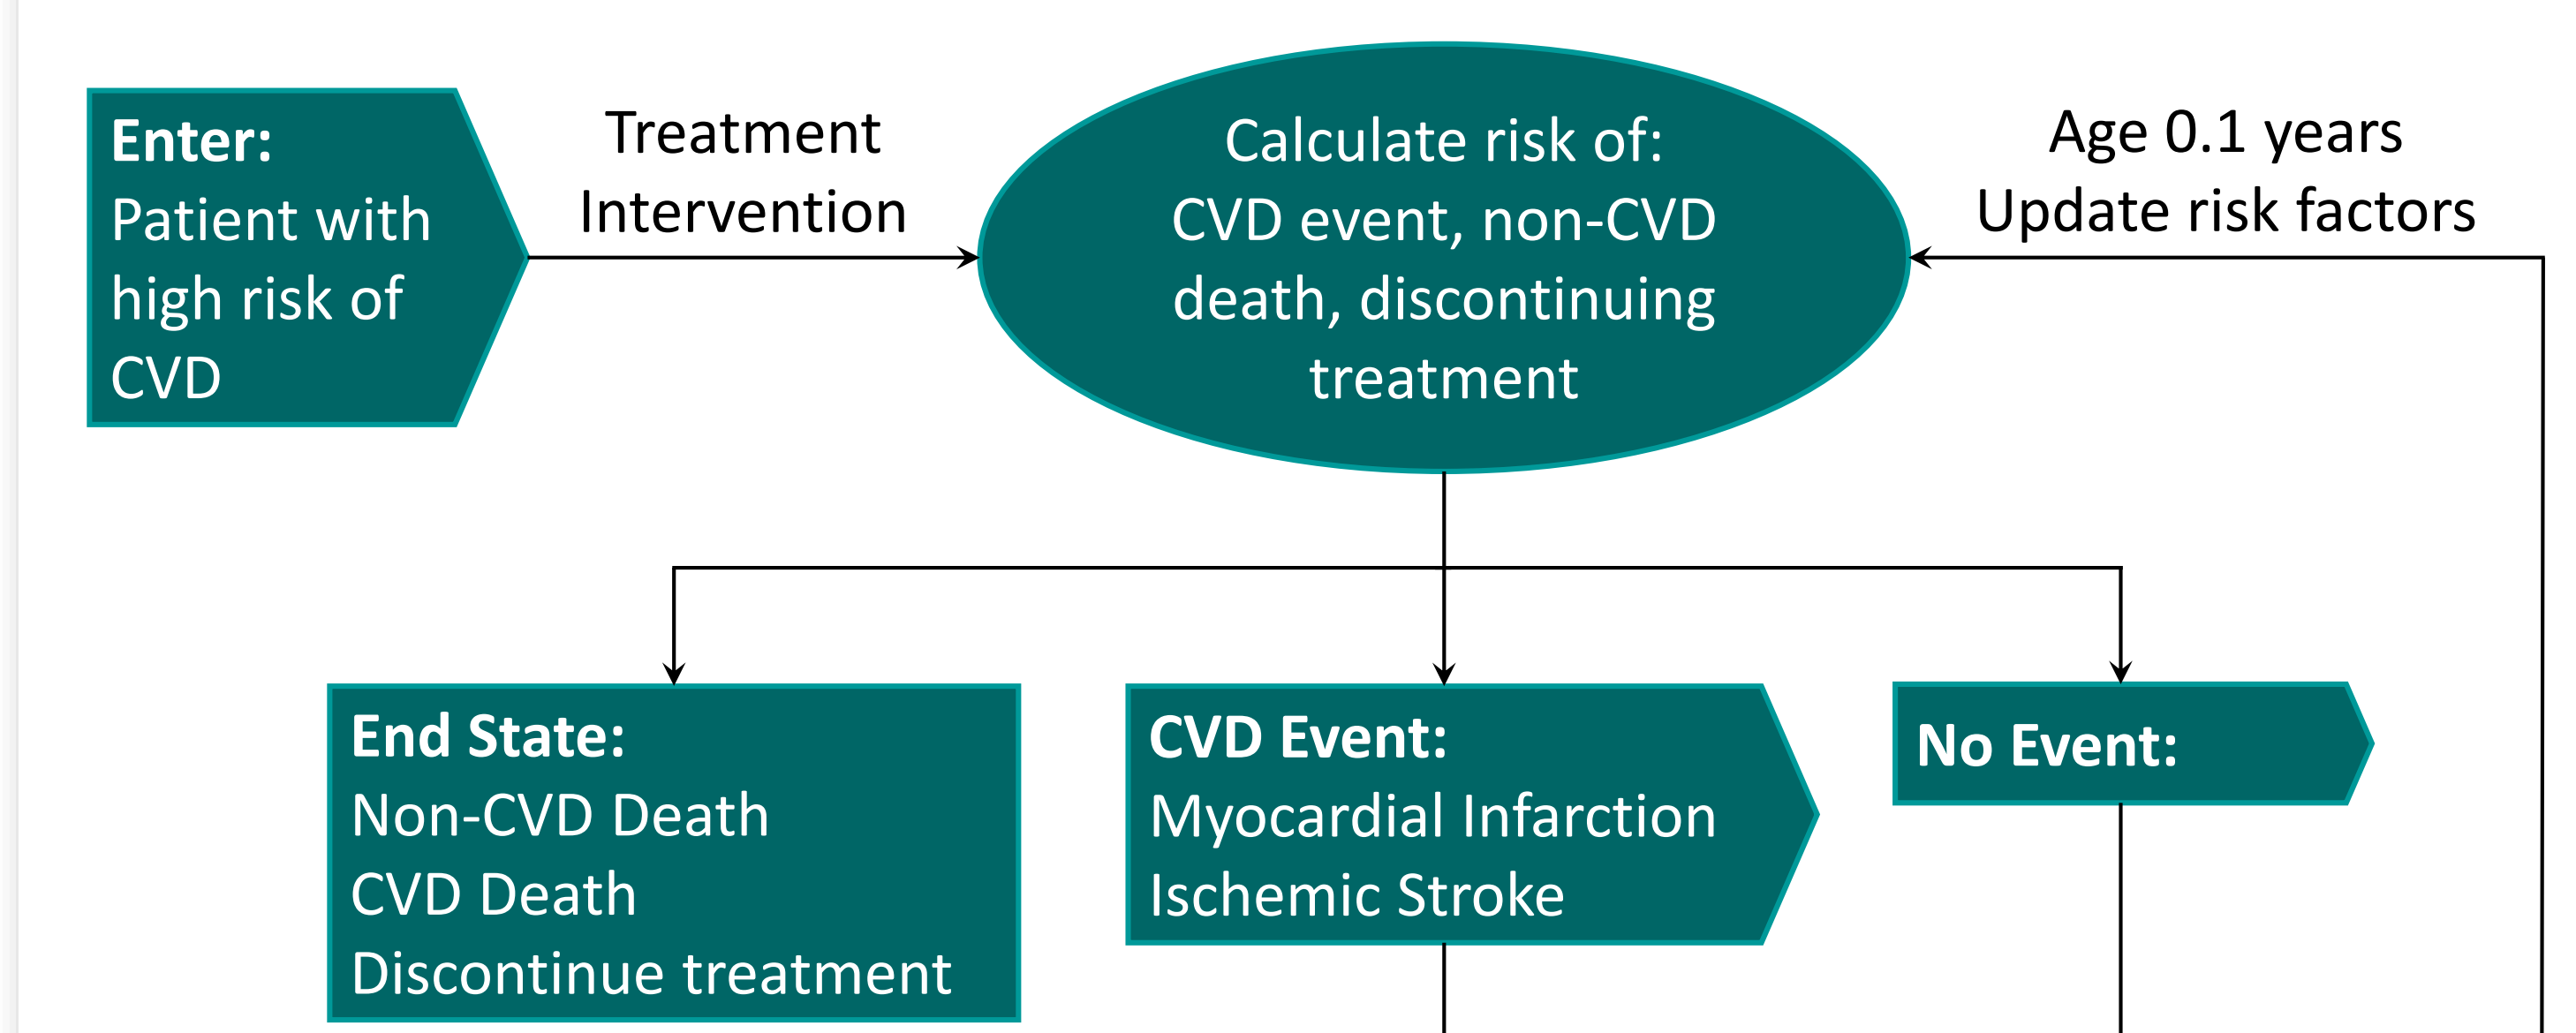 Enter:
Patient with
high risk of
CVD
Treatment
Intervention
Calculate risk of:
CVD event, non-CVD
death, discontinuing
treatment
Age 0.1 years
Update risk factors
End State:
Non-CVD Death
CVD Death
Discontinue treatment
CVD Event:
Myocardial Infarction
Ischemic Stroke
No Event: